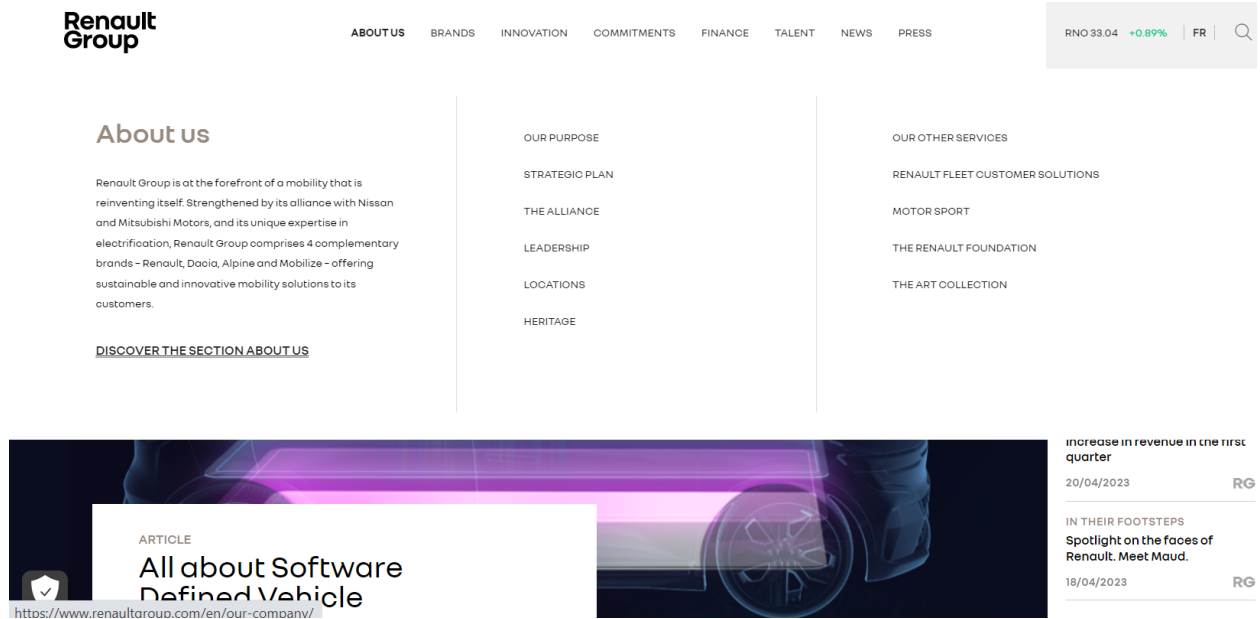 Renault
Group
ABOUT US BRANDS INNOVATION COMMITMENTS FINANCE TALENT NEWS PRESS
RNO 33.04 +0.89% FR
About us
Renault Group is at the forefront of a mobility that is
reinventing itself. Strengthened by its alliance with Nissan
and Mitsubishi Motors, and its unique expertise in
electrification, Renault Group comprises 4 complementary
brands – Renault, Dacia, Alpine and Mobilize – offering
sustainable and innovative mobility solutions to its
customers.
DISCOVER THE SECTION ABOUT US
OUR PURPOSE
STRATEGIC PLAN
THE ALLIANCE
LEADERSHIP
LOCATIONS
HERITAGE
OUR OTHER SERVICES
RENAULT FLEET CUSTOMER SOLUTIONS
MOTOR SPORT
THE RENAULT FOUNDATION
THE ART COLLECTION
ARTICLE
All about Software
Defined Vehicle
increase in revenue in the first
quarter
20/04/2023 RG
IN THEIR FOOTSTEPS
Spotlight on the faces of
Renault. Meet Maud.
18/04/2023 RG
https://www.renaultgroup.com/en/our-company/